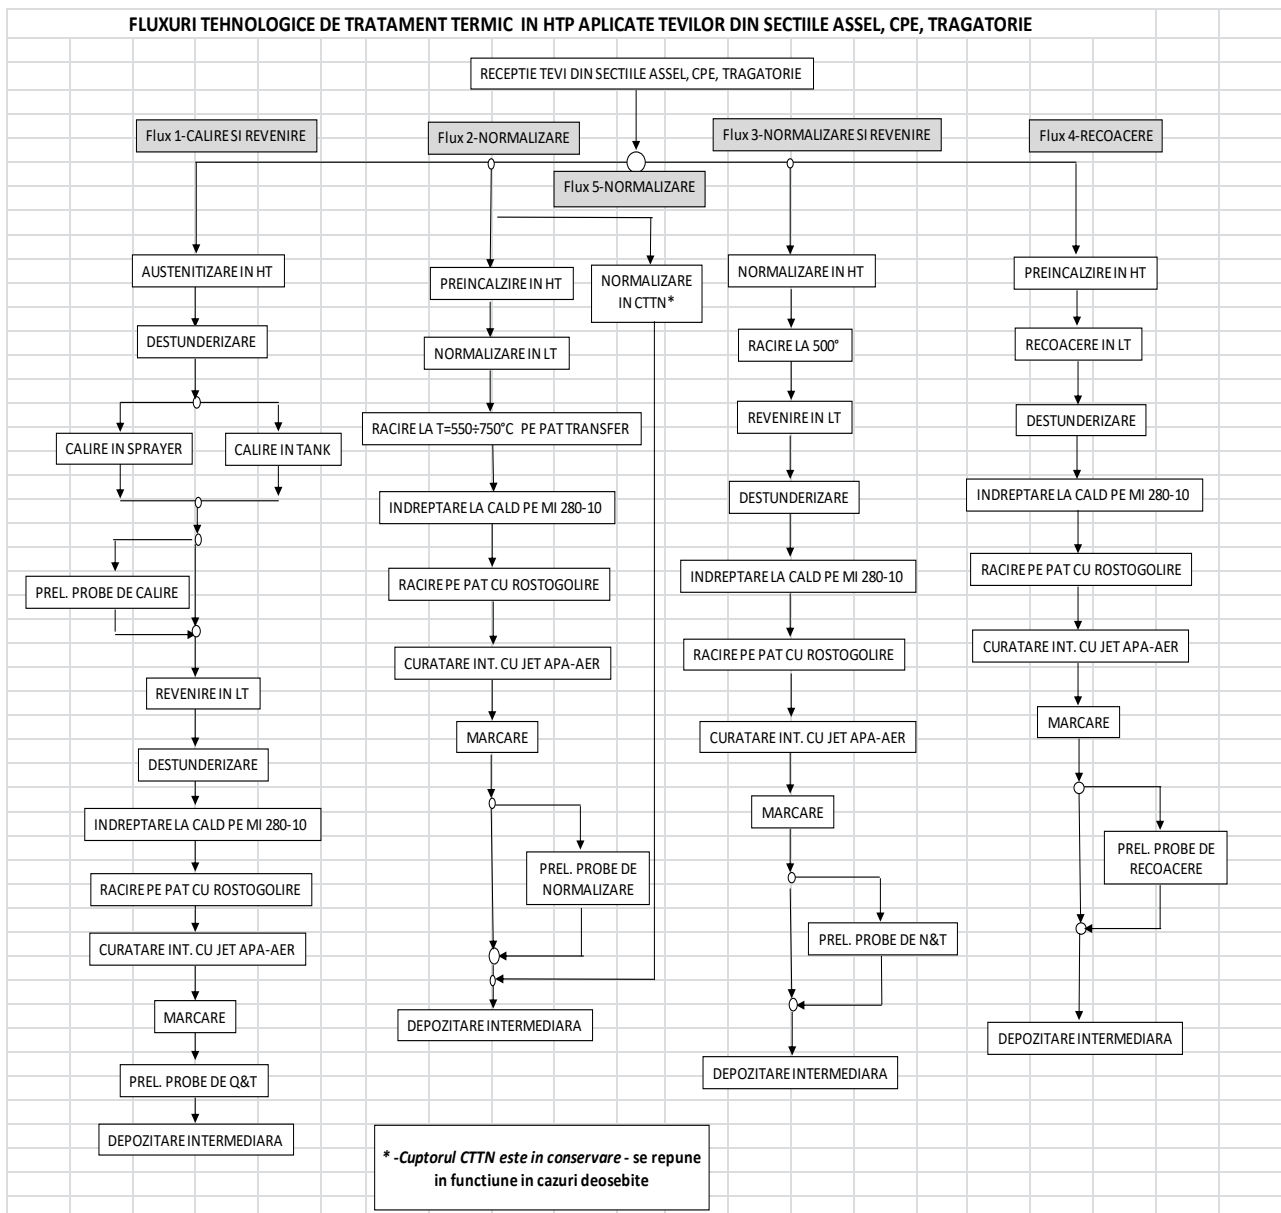 FLUXURI TEHNOLOGICE DE TRATAMENT TERMIC IN HTP APLICATE TEVILOR DIN SECTIILE ASSEL, CPE, TRAGATORIE
RECEPTIE TEVI DIN SECTIILE ASSEL, CPE, TRAGATORIE
Flux 1-CALIRE SI REVENIRE
AUSTENITIZARE IN HT
DESTUNDERIZARE
CALIRE IN SPRAYER
CALIRE IN TANK
PREL. PROBE DE CALIRE
REVENIRE IN LT
DESTUNDERIZARE
INDREPTARE LA CALD PE MI 280-10
RACIRE PE PAT CU ROSTOGOLIRE
CURATARE INT. CU JET APA-AER
MARCARE
PREL. PROBE DE Q&T
DEPOZITARE INTERMEDIARA
Flux 2-NORMALIZARE
PREINCALZIRE IN HT
NORMALIZARE IN LT
RACIRE LA T=550÷750°C PE PAT TRANSFER
INDREPTARE LA CALD PE MI 280-10
RACIRE PE PAT CU ROSTOGOLIRE
CURATARE INT. CU JET APA-AER
MARCARE
PREL. PROBE DE
NORMALIZARE
DEPOZITARE INTERMEDIARA
Flux 5-NORMALIZARE
NORMALIZARE
IN CTTN*
Flux 3-NORMALIZARE SI REVENIRE
NORMALIZARE IN HT
RACIRE LA 500°
REVENIRE IN LT
DESTUNDERIZARE
INDREPTARE LA CALD PE MI 280-10
RACIRE PE PAT CU ROSTOGOLIRE
CURATARE INT. CU JET APA-AER
MARCARE
PREL. PROBE DE N&T
DEPOZITARE INTERMEDIARA
Flux 4-RECOACERE
PREINCALZIRE IN HT
RECOACERE IN LT
DESTUNDERIZARE
INDREPTARE LA CALD PE MI 280-10
RACIRE PE PAT CU ROSTOGOLIRE
CURATARE INT. CU JET APA-AER
MARCARE
PREL. PROBE DE
RECOACERE
DEPOZITARE INTERMEDIARA
* -Cuptorul CTTN este in conservare - se repune
in functiune in cazuri deosebite